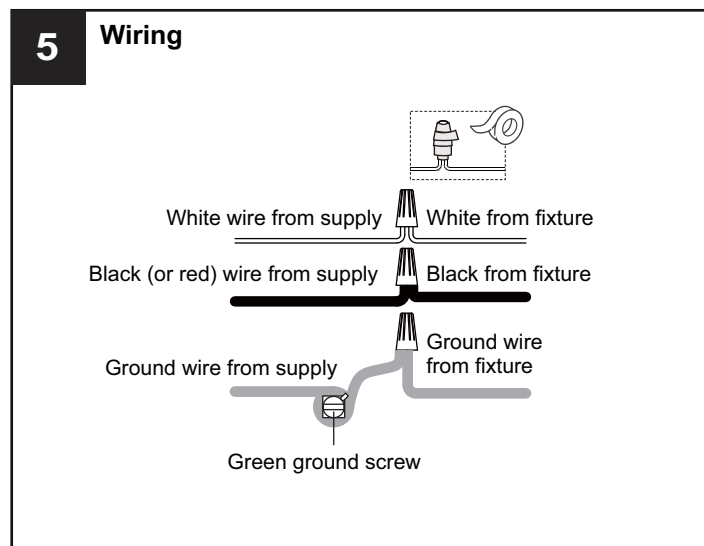 5
Wiring
White wire from supply
White from fixture
Black (or red) wire from supply
Black from fixture
Ground wire from supply
Ground wire
from fixture
Green ground screw